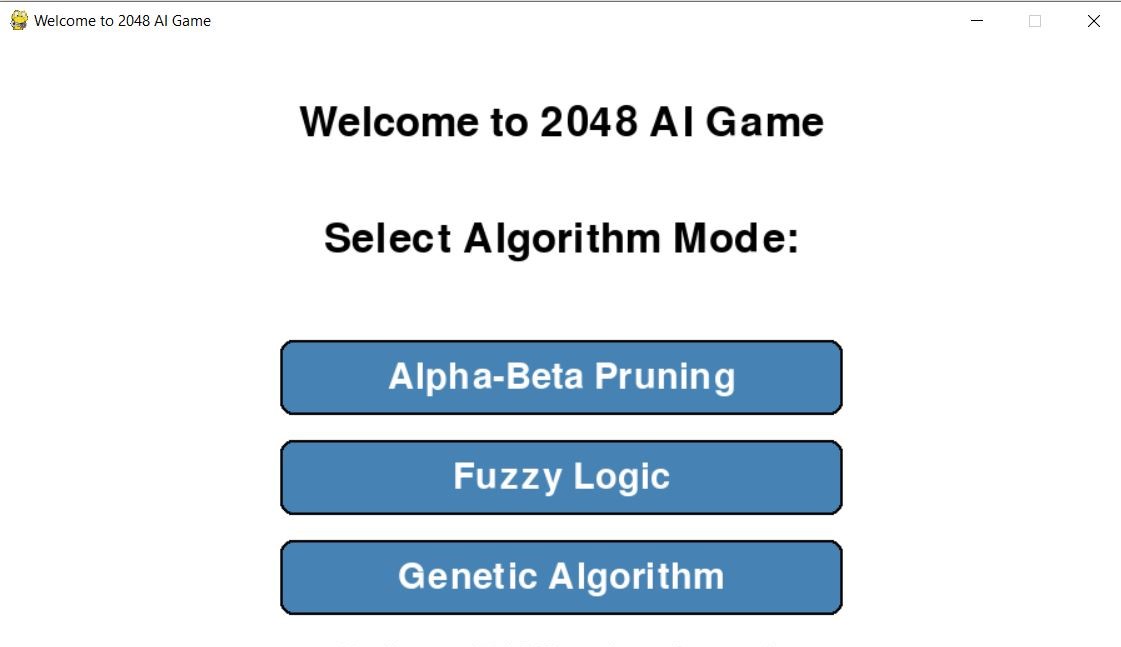 Welcome to 2048 AI Game
Welcome to 2048 AI Game
Select Algorithm Mode:
Alpha-Beta Pruning
Fuzzy Logic
Genetic Algorithm